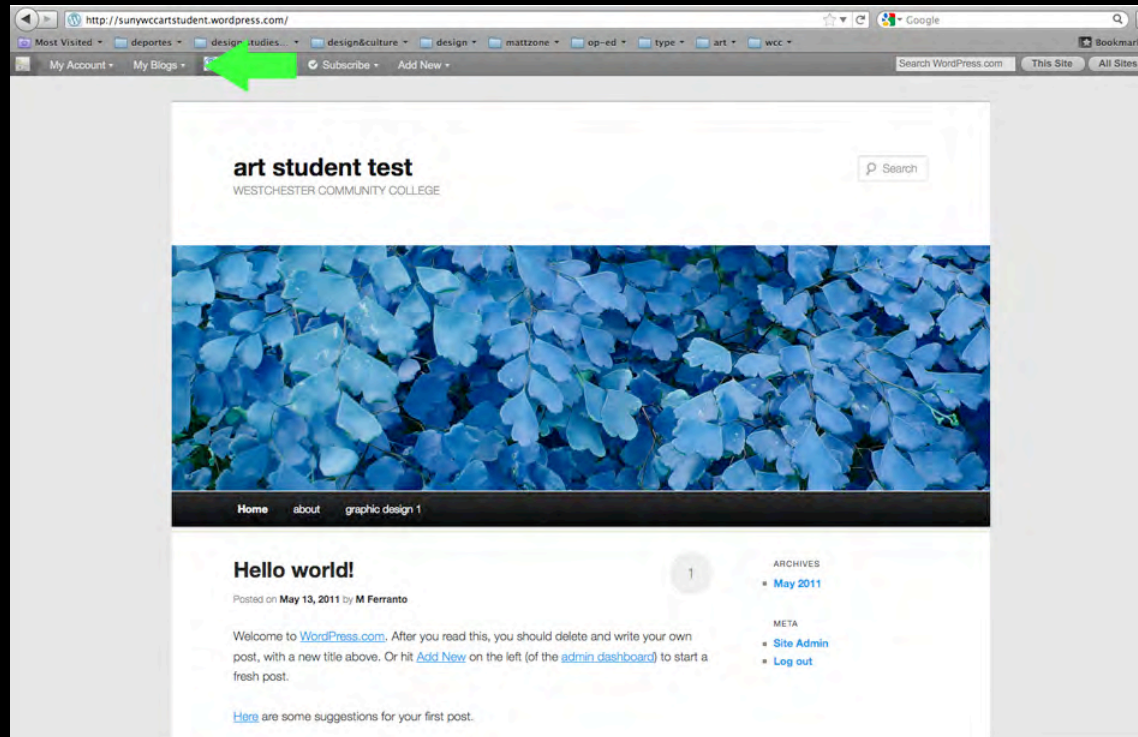 http://sunywccartstudent.wordpress.com/ Google
Most Visited deportes design studies... design&culture design mattzone op-ed type art wcc Bookmar
My Account My Blogs Subscribe Add New Search WordPress.com This Site All Sites
art student test
Search
WESTCHESTER COMMUNITY COLLEGE
Home about graphic design 1
Hello world!
1
Posted on May 13, 2011 by M Ferranto
Welcome to WordPress.com. After you read this, you should delete and write your own
post, with a new title above. Or hit Add New on the left (of the admin dashboard) to start a
fresh post.
Here are some suggestions for your first post.
ARCHIVES
May 2011
META
Site Admin
Log out